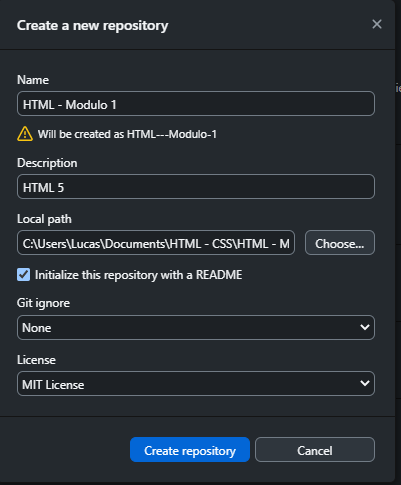 Create a new repository
Name
HTML - Modulo 1
Will be created as HTML---Modulo-1
Description
HTML 5
Local path
C:\Users\Lucas\Documents\HTML - CSS\HTML - M
Choose...
Initialize this repository with a README
Git ignore
None
License
MIT License
Create repository
Cancel